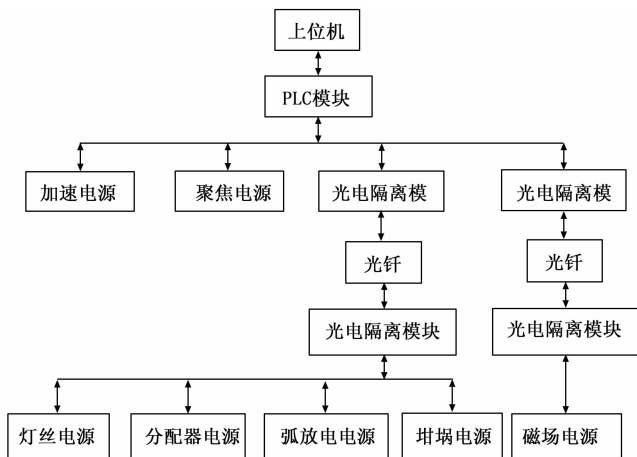 上位机
PLC模块
加速电源
聚焦电源
光电隔离模
光电隔离模
光钎
光钎
光电隔离模块
光电隔离模块
灯丝电源
分配器电源
弧放电电源
坩埚电源
磁场电源